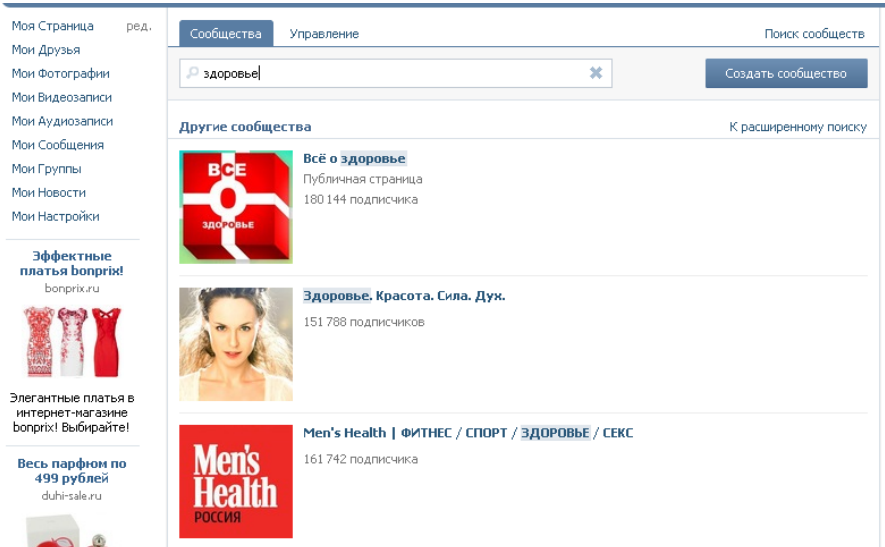 Моя Страница ред.
Мои Друзья
Мои Фотографии
Мои Видеозаписи
Мои Аудиозаписи
Мои Сообщения
Мои Группы
Мои Новости
Мои Настройки
Эффектные
платья bonprix!
bonprix.ru
Элегантные платья в
интернет-магазине
bonprix! Выбирайте!
Весь парфюм по
499 рублей
duhi-sale.ru
Сообщества Управление Поиск сообществ
здоровье Создать сообщество
Другие сообщества К расширенному поиску
ВСЕ
О
ЗДОРОВЬЕ
Всё о здоровье
Публичная страница
180 144 подписчика
Здоровье. Красота. Сила. Дух.
151 788 подписчиков
Men's
Health
РОССИЯ
Men's Health | ФИТНЕС / СПОРТ / ЗДОРОВЬЕ / СЕКС
161 742 подписчика